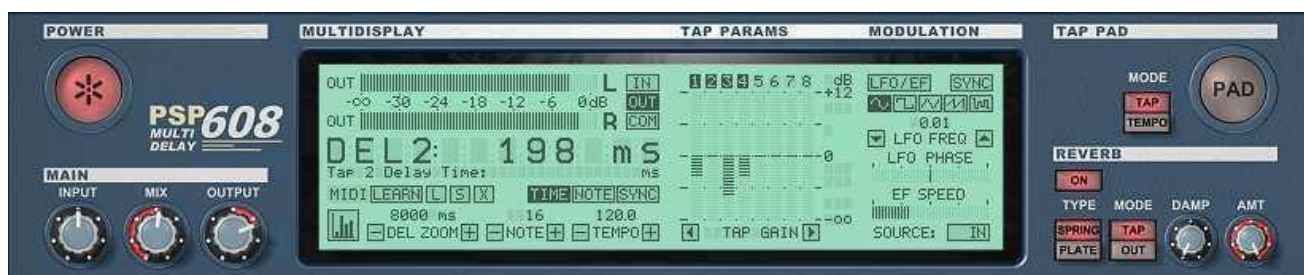 POWER
PSP 608
MULTI
DELAY
MAIN
INPUT MIX OUTPUT
MULTIDISPLAY TAP PARAMS MODULATION
OUT L IN
-∞ -30 -24 -18 -12 -6 0dB OUT
OUT R COM
DEL2: 198 ms
Tap 2 Delay Time: ms
MIDI LEARN L S X TIME NOTE SYNC
8000 ms 16 120.0
- DEL ZOOM + - NOTE + - TEMPO +
1 2 3 4 5 6 7 8 dB
+12
0
-∞
TAP GAIN
LFO/EF SYNC
0.01
LFO FREQ
LFO PHASE
EF SPEED
SOURCE: IN
TAP PAD
MODE
TAP
TEMPO
PAD
REVERB
ON
TYPE MODE DAMP AMT
SPRING TAP
PLATE OUT